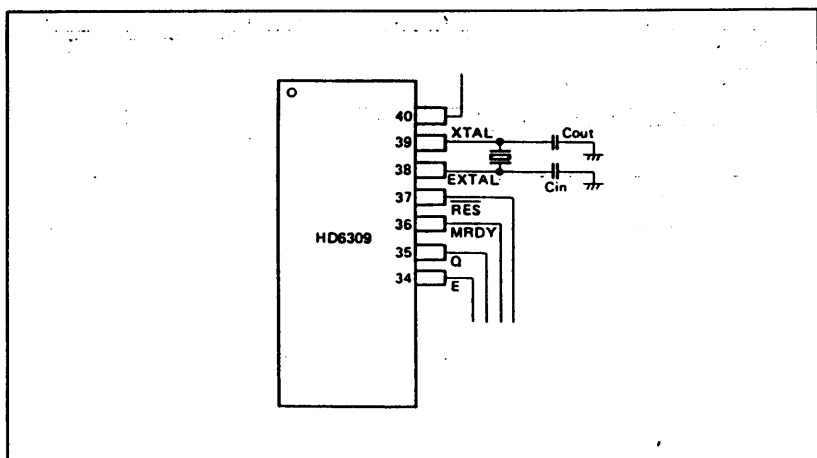 40
39 XTAL Cout
38 EXTAL Cin
37 RES
36 MRDY
HD6309
35 Q
34 E